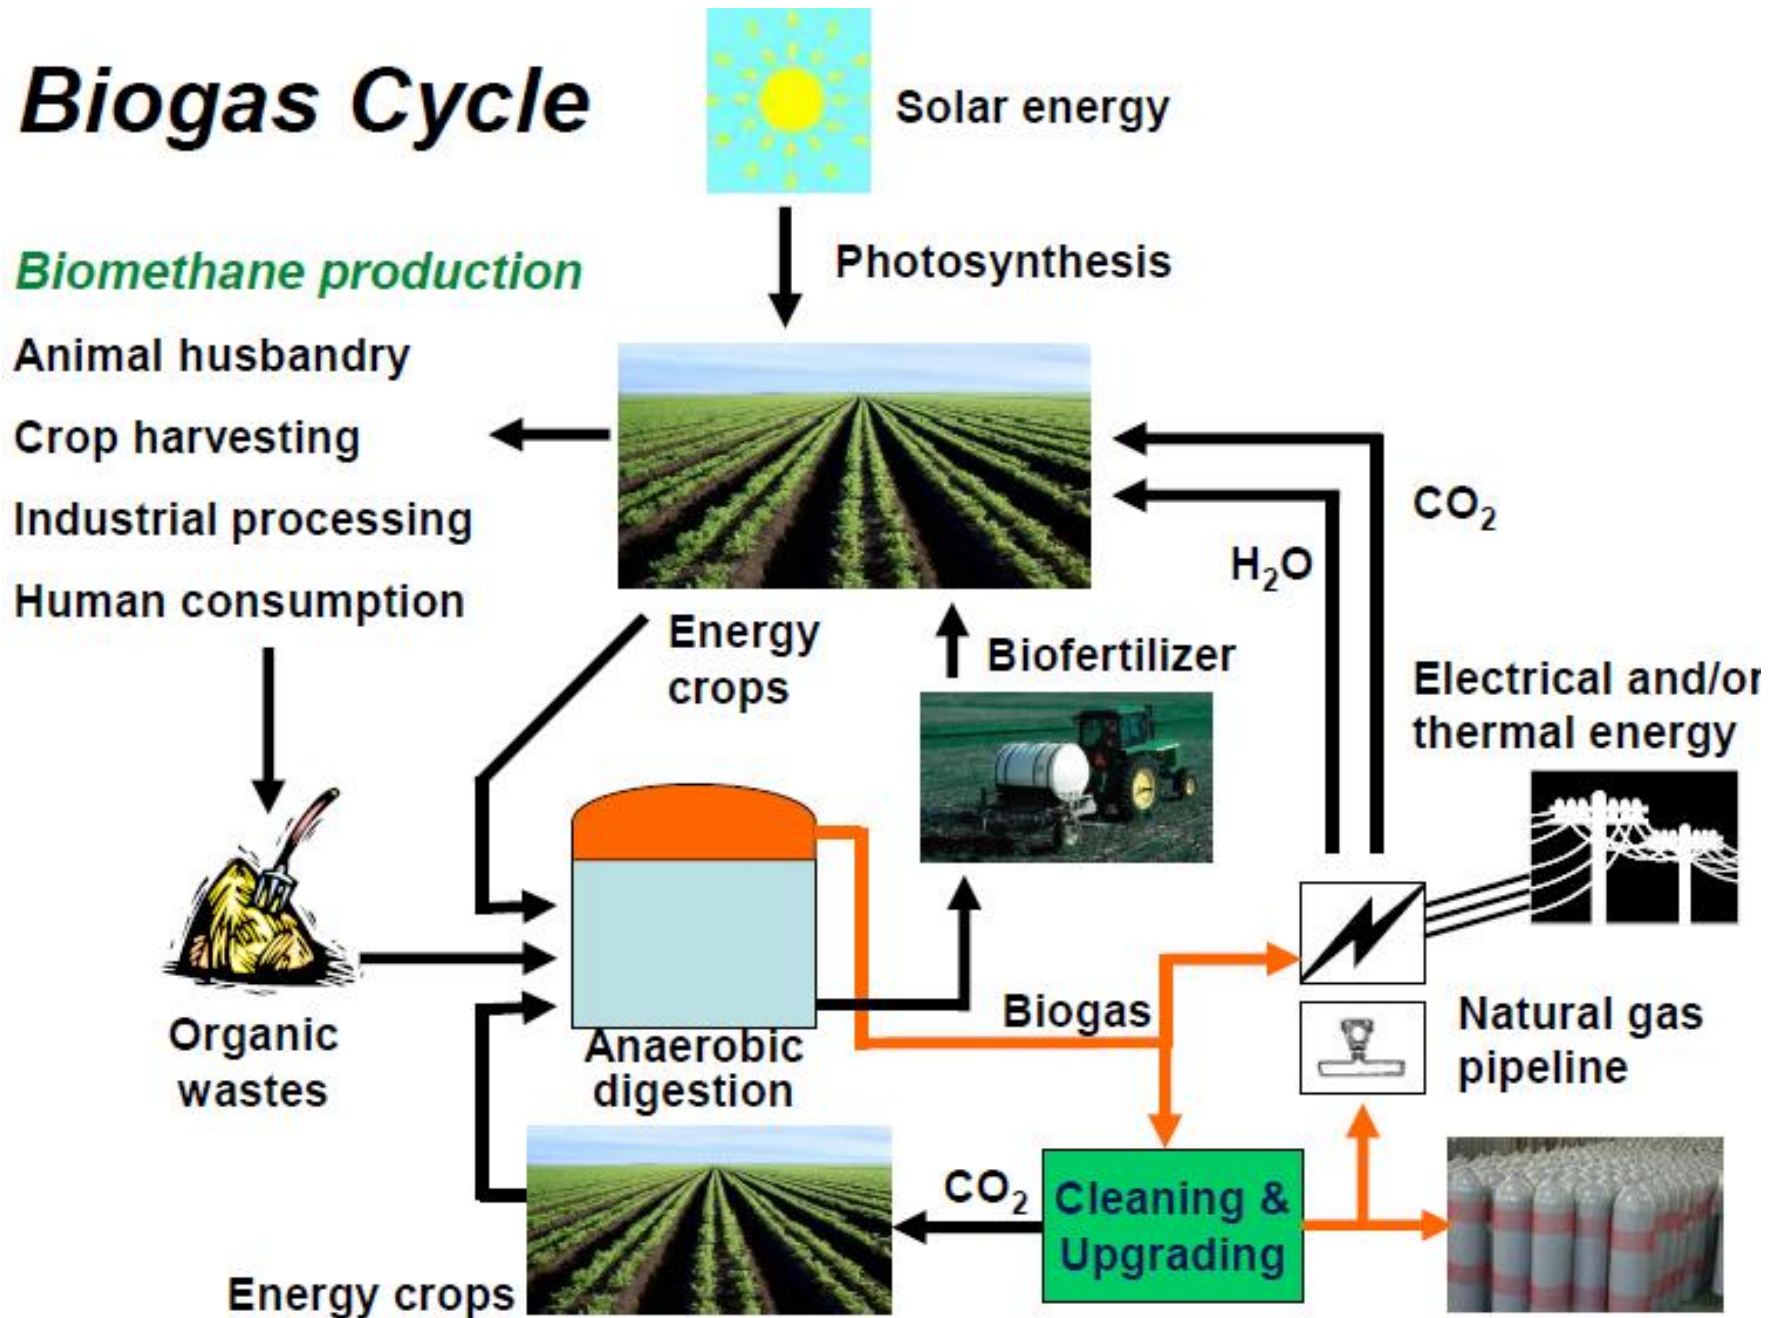 Biogas Cycle
Solar energy
Photosynthesis
Biomethane production
Animal husbandry
Crop harvesting
Industrial processing
Human consumption
CO₂
H₂O
Energy
crops
Biofertilizer
Electrical and/or
thermal energy
Organic
wastes
Anaerobic
digestion
Biogas
Natural gas
pipeline
CO₂
Cleaning &
Upgrading
Energy crops